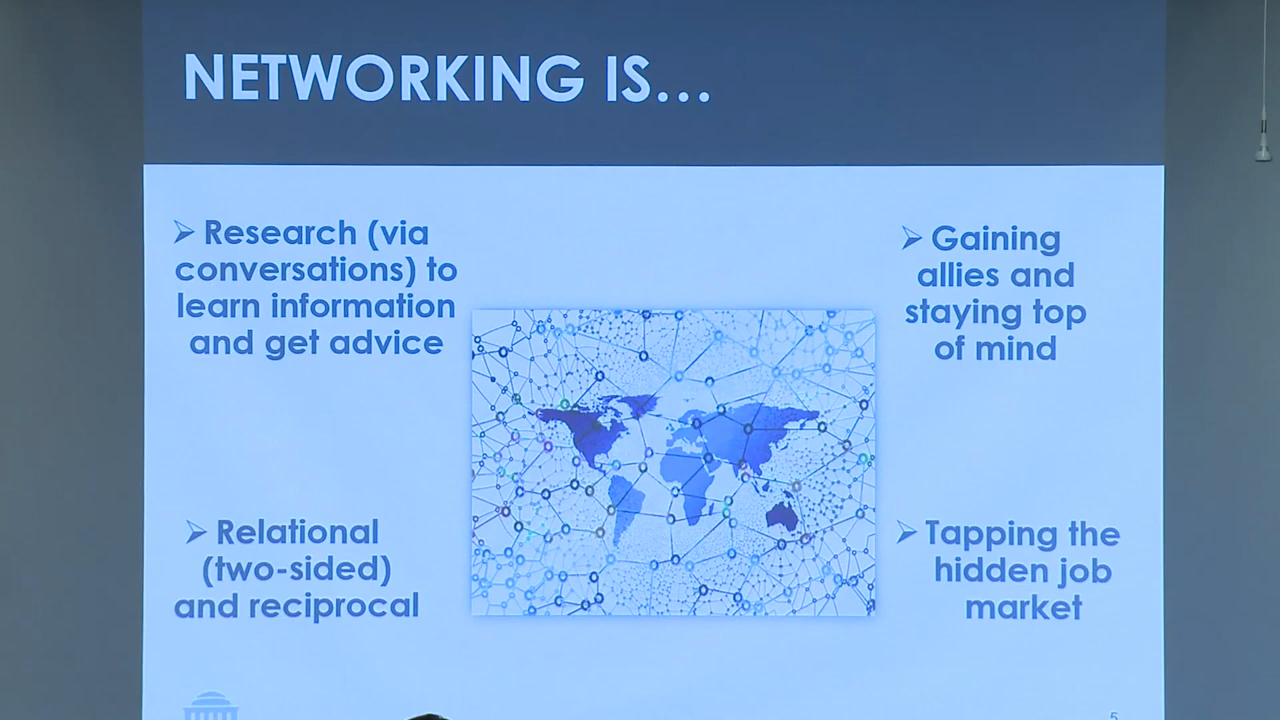 NETWORKING IS...
➢ Research (via
conversations) to
learn information
and get advice
➢ Gaining
allies and
staying top
of mind
➢ Relational
(two-sided)
and reciprocal
➢ Tapping the
hidden job
market
5